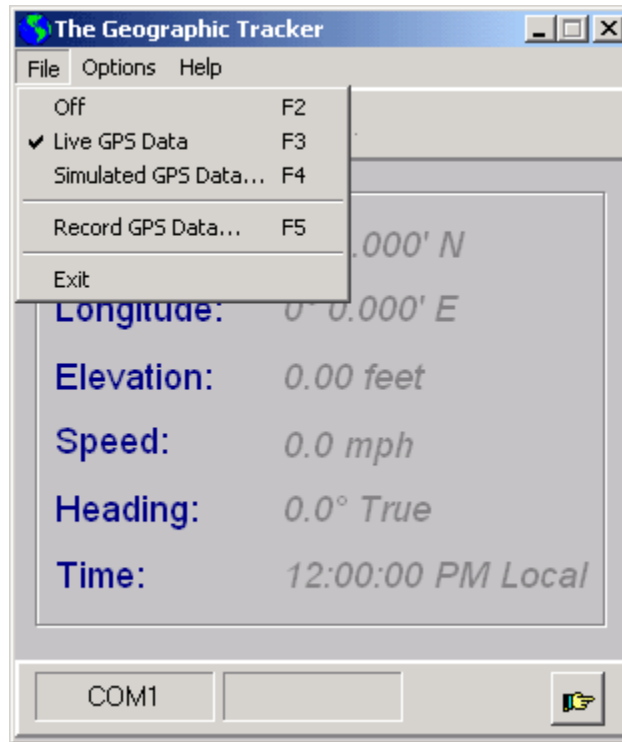 The Geographic Tracker
File Options Help
Off F2
✓ Live GPS Data F3
Simulated GPS Data... F4
Record GPS Data... F5
Exit
.000' N
Longitude: 0° 0.000' E
Elevation: 0.00 feet
Speed: 0.0 mph
Heading: 0.0° True
Time: 12:00:00 PM Local
COM1